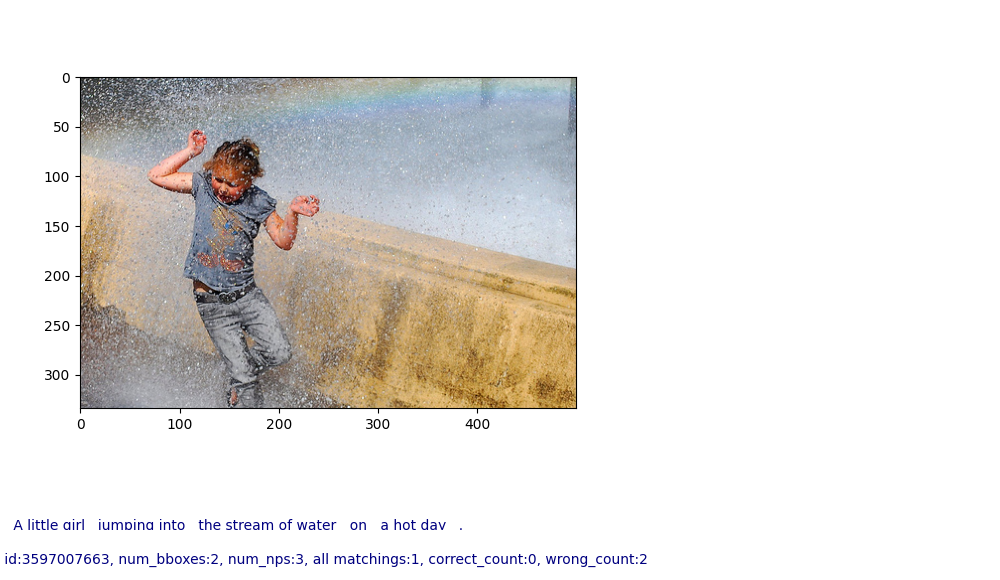 0
50
100
150
200
250
300
0 100 200 300 400
A little girl jumping into the stream of water on a hot day .
id:3597007663, num_bboxes:2, num_nps:3, all matchings:1, correct_count:0, wrong_count:2